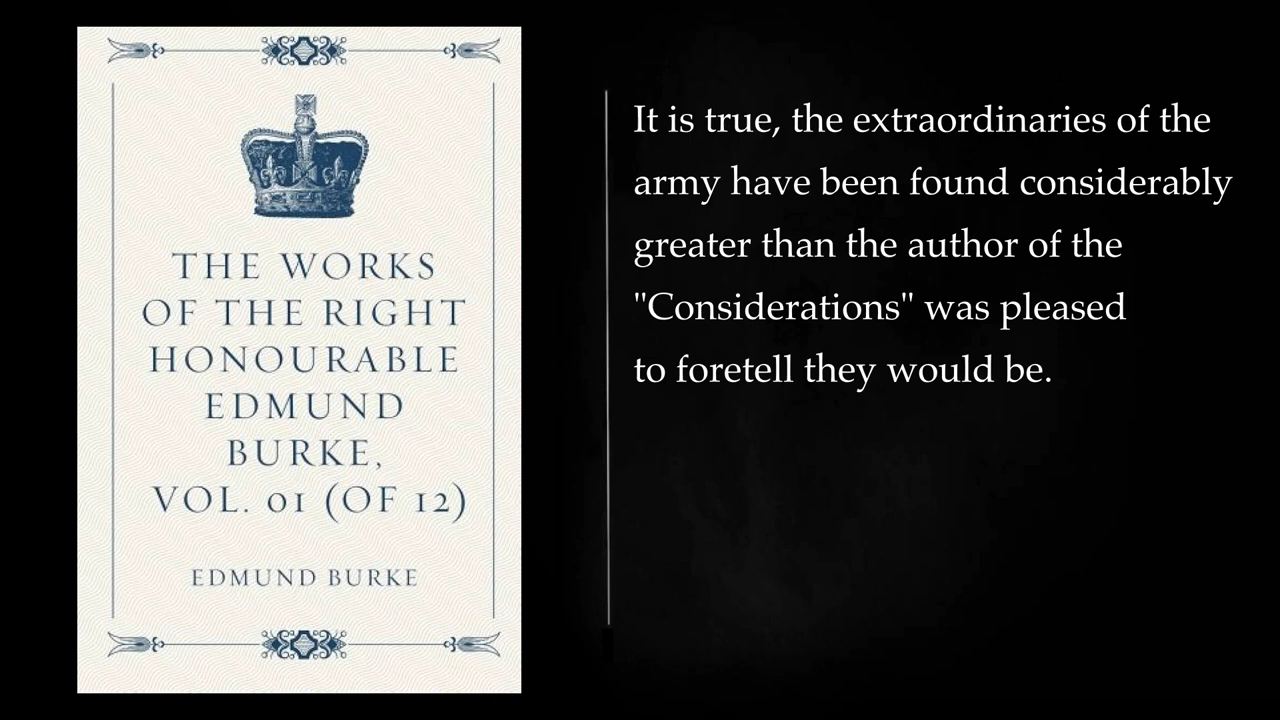 THE WORKS
OF THE RIGHT
HONOURABLE
EDMUND
BURKE,
VOL. 01 (OF 12)
EDMUND BURKE
It is true, the extraordinaries of the
army have been found considerably
greater than the author of the
"Considerations" was pleased
to foretell they would be.